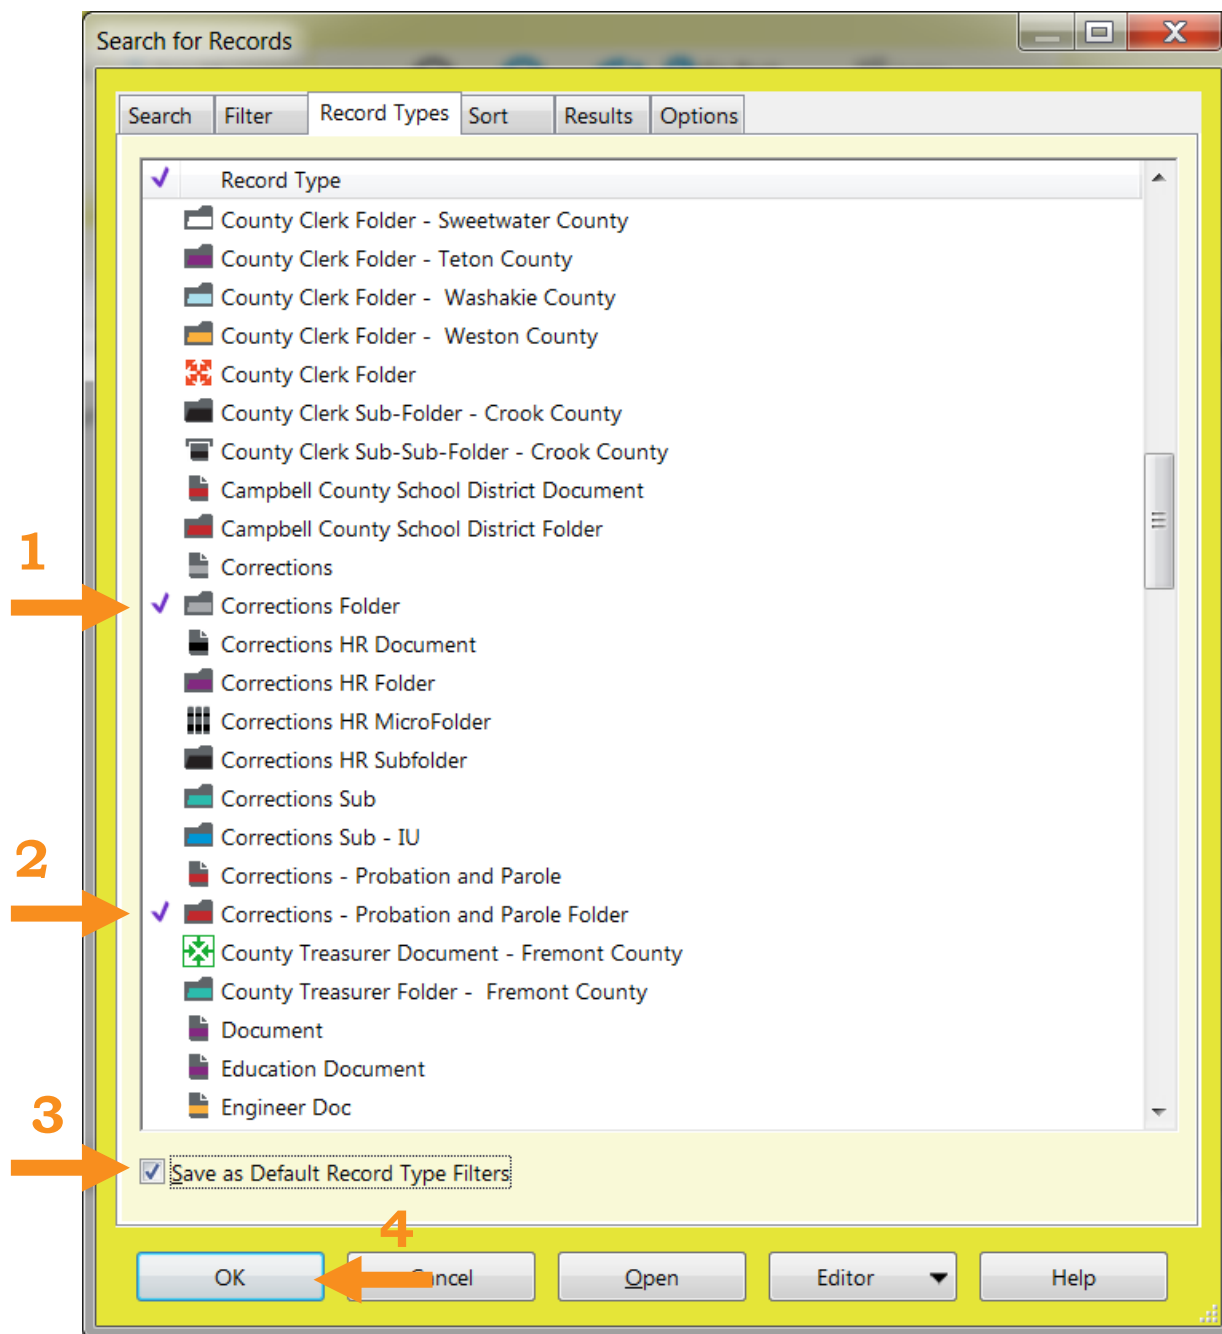 Search for Records
Search Filter Record Types Sort Results Options
Record Type
County Clerk Folder - Sweetwater County
County Clerk Folder - Teton County
County Clerk Folder -  Washakie County
County Clerk Folder -  Weston County
County Clerk Folder
County Clerk Sub-Folder - Crook County
County Clerk Sub-Sub-Folder - Crook County
Campbell County School District Document
Campbell County School District Folder
Corrections
1
Corrections Folder
Corrections HR Document
Corrections HR Folder
Corrections HR MicroFolder
Corrections HR Subfolder
Corrections Sub
Corrections Sub - IU
2
Corrections - Probation and Parole
Corrections - Probation and Parole Folder
County Treasurer Document - Fremont County
County Treasurer Folder -  Fremont County
Document
Education Document
Engineer Doc
3
Save as Default Record Type Filters
4
OK Cancel Open Editor Help